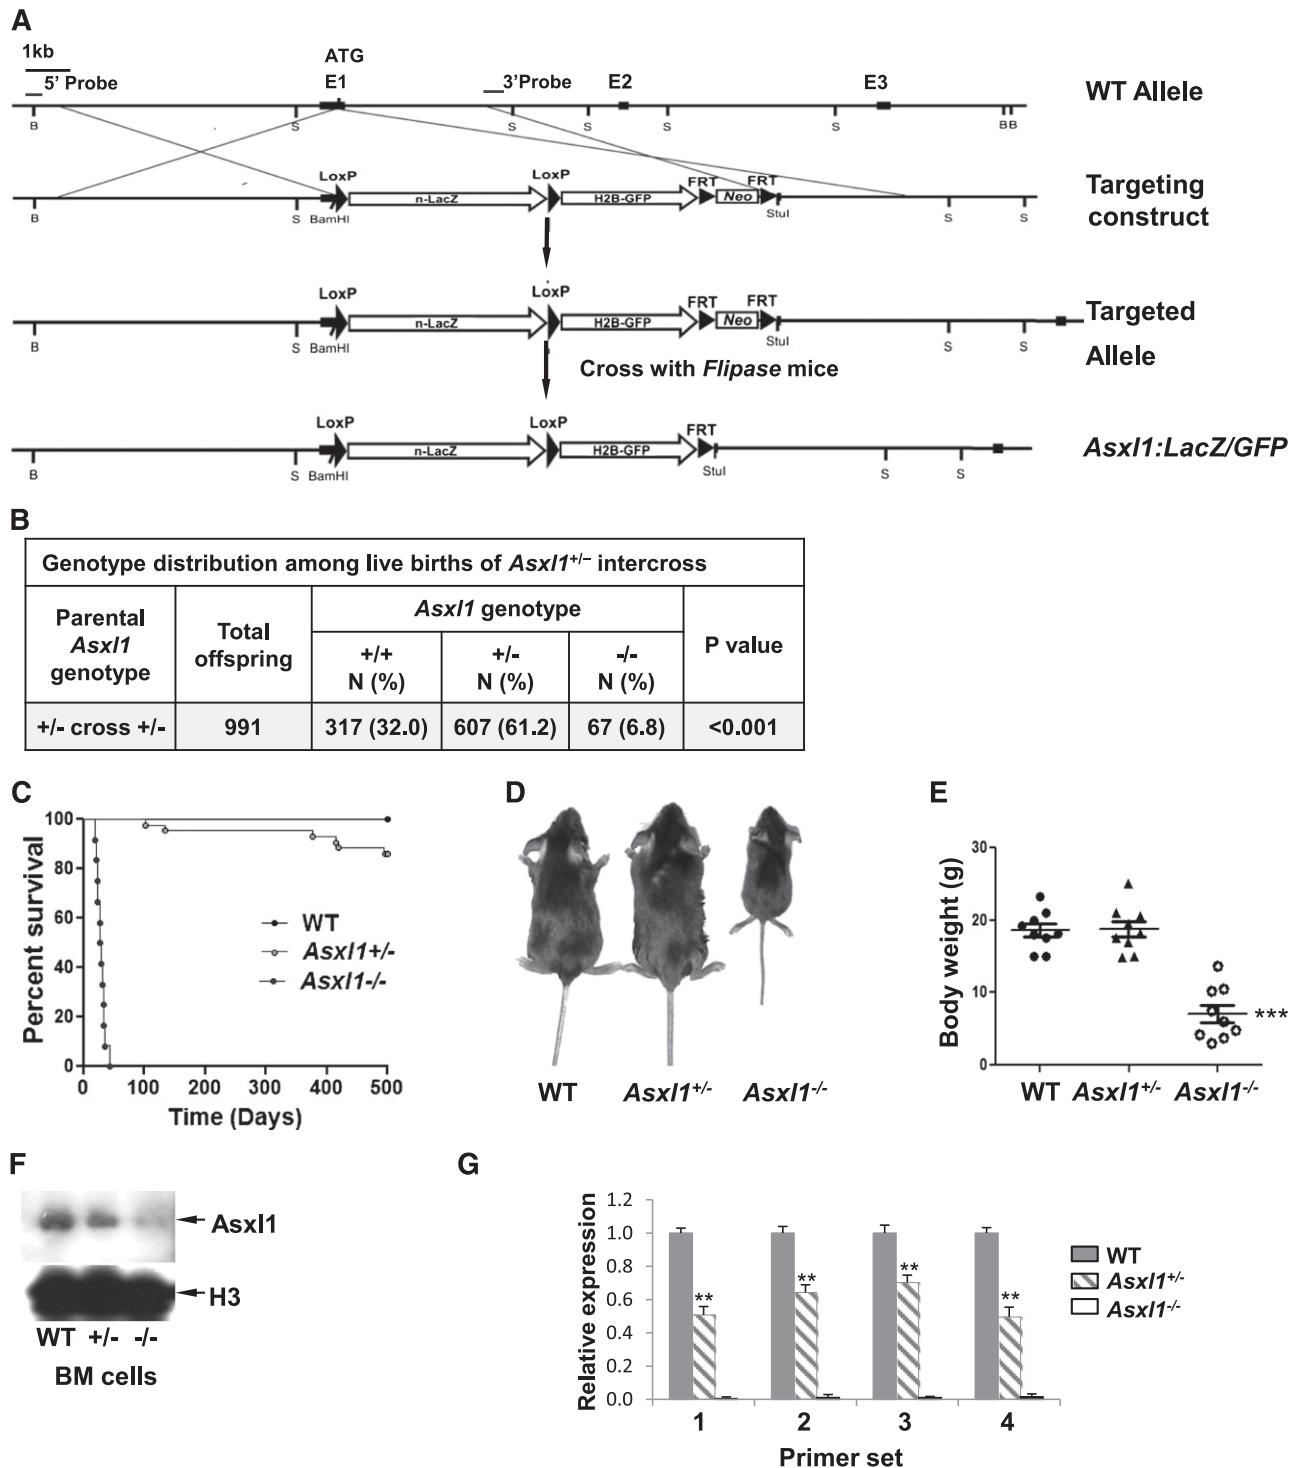 A
1kb
ATG
5' Probe
E1
3'Probe
E2
E3
WT Allele
B
S
S
S
S
S
BB
LoxP
LoxP
FRT
FRT
n-LacZ
H2B-GFP
Neo
Targeting
construct
B
S
BamHI
StuI
S
S
LoxP
LoxP
FRT
FRT
n-LacZ
H2B-GFP
Neo
Targeted
Allele
B
S
BamHI
StuI
S
S
Cross with Flipase mice
LoxP
LoxP
FRT
n-LacZ
H2B-GFP
Asxl1:LacZ/GFP
B
S
BamHI
StuI
S
S
B
Genotype distribution among live births of Asxl1+/– intercross
Parental
Asxl1
genotype
Total
offspring
Asxl1 genotype
P value
+/+
N (%)
+/-
N (%)
-/-
N (%)
+/- cross +/-
991
317 (32.0)
607 (61.2)
67 (6.8)
<0.001
C
Percent survival
100
80
60
40
20
0
WT
Asxl1+/-
Asxl1-/-
0
100
200
300
400
500
Time (Days)
D
WT
Asxl1+/-
Asxl1-/-
E
Body weight (g)
30
20
10
0
***
WT
Asxl1+/-
Asxl1-/-
F
Asxl1
H3
WT +/- -/-
BM cells
G
Relative expression
1.2
1.0
0.8
0.6
0.4
0.2
0.0
**
**
**
**
WT
Asxl1+/-
Asxl1-/-
1
2
3
4
Primer set